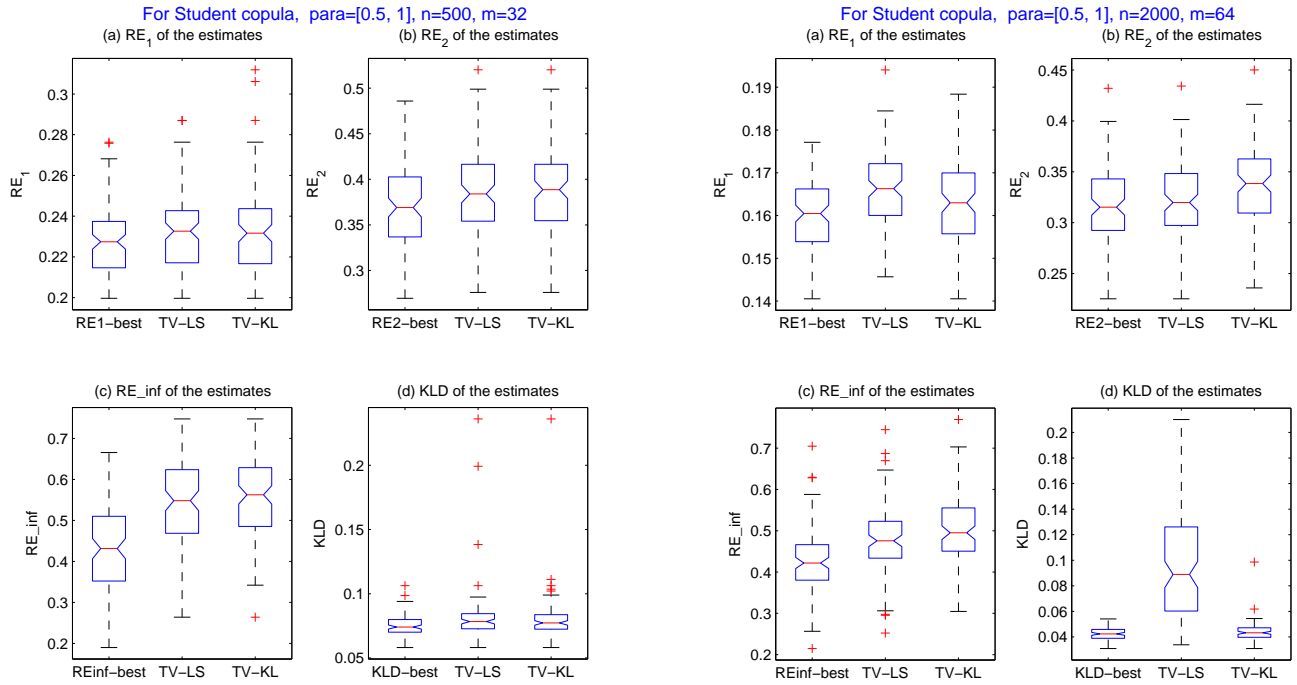 For Student copula, para=[0.5, 1], n=500, m=32
(a) RE1 of the estimates
RE1
0.3
0.28
0.26
0.24
0.22
0.2
RE1−best TV−LS TV−KL
(b) RE2 of the estimates
RE2
0.5
0.45
0.4
0.35
0.3
RE2−best TV−LS TV−KL
(c) RE_inf of the estimates
RE_inf
0.7
0.6
0.5
0.4
0.3
0.2
REinf−best TV−LS TV−KL
(d) KLD of the estimates
KLD
0.2
0.15
0.1
0.05
KLD−best TV−LS TV−KL
For Student copula, para=[0.5, 1], n=2000, m=64
(a) RE1 of the estimates
RE1
0.19
0.18
0.17
0.16
0.15
0.14
RE1−best TV−LS TV−KL
(b) RE2 of the estimates
RE2
0.45
0.4
0.35
0.3
0.25
RE2−best TV−LS TV−KL
(c) RE_inf of the estimates
RE_inf
0.7
0.6
0.5
0.4
0.3
0.2
REinf−best TV−LS TV−KL
(d) KLD of the estimates
KLD
0.2
0.18
0.16
0.14
0.12
0.1
0.08
0.06
0.04
KLD−best TV−LS TV−KL